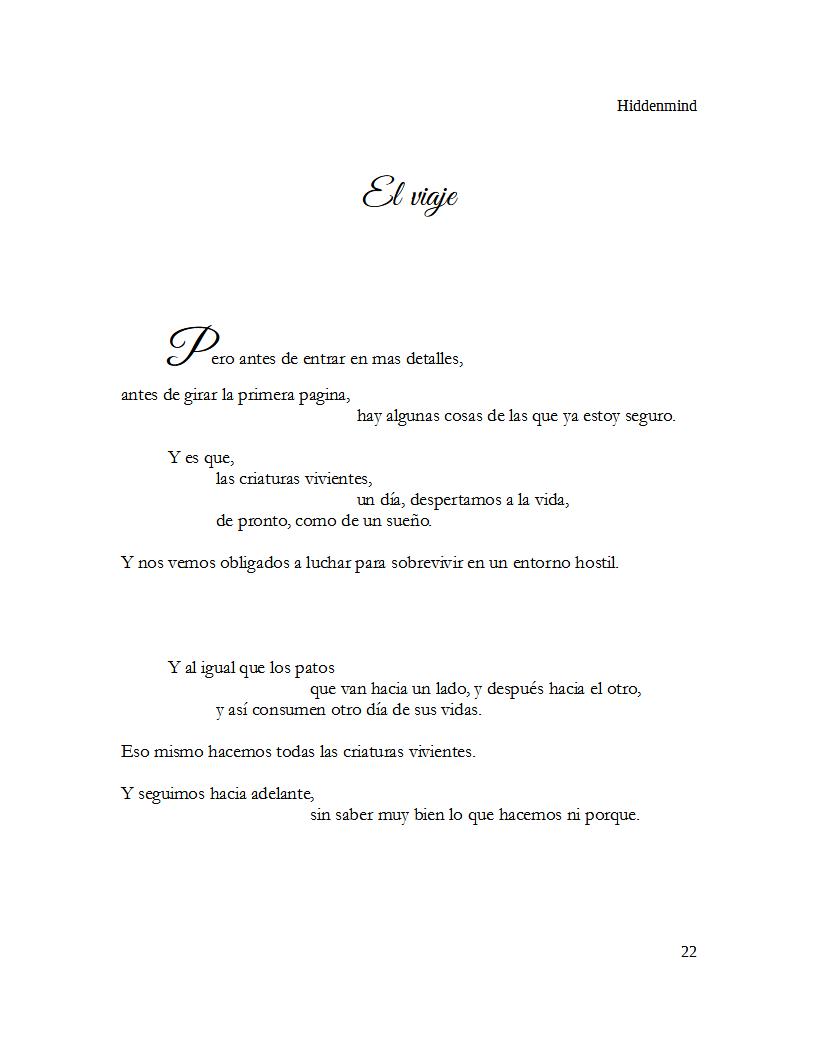 Hiddenmind
El viaje
Pero antes de entrar en mas detalles,
antes de girar la primera pagina,
hay algunas cosas de las que ya estoy seguro.
Y es que,
las criaturas vivientes,
un día, despertamos a la vida,
de pronto, como de un sueño.
Y nos vemos obligados a luchar para sobrevivir en un entorno hostil.
Y al igual que los patos
que van hacia un lado, y después hacia el otro,
y así consumen otro día de sus vidas.
Eso mismo hacemos todas las criaturas vivientes.
Y seguimos hacia adelante,
sin saber muy bien lo que hacemos ni porque.
22